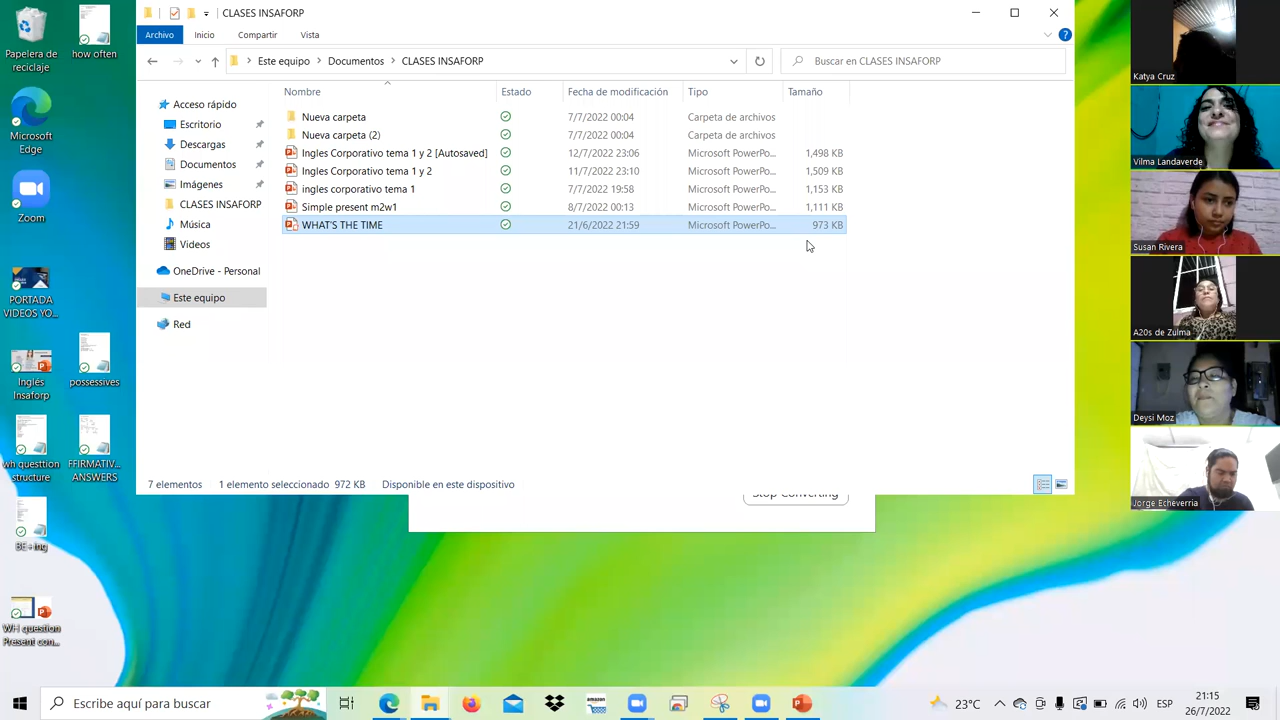 CLASES INSAFORP
Archivo
Inicio
Compartir
Vista
Este equipo
Documentos
CLASES INSAFORP
Buscar en CLASES INSAFORP
Nombre
Estado
Fecha de modificación
Tipo
Tamaño
Nueva carpeta
7/7/2022 00:04
Carpeta de archivos
Nueva carpeta (2)
7/7/2022 00:04
Carpeta de archivos
Ingles Corporativo tema 1 y 2 [Autosaved]
12/7/2022 23:06
Microsoft PowerPo...
1,498 KB
Ingles Corporativo tema 1 y 2
11/7/2022 23:10
Microsoft PowerPo...
1,509 KB
ingles corporativo tema 1
7/7/2022 19:58
Microsoft PowerPo...
1,153 KB
Simple present m2w1
8/7/2022 00:13
Microsoft PowerPo...
1,111 KB
WHAT'S THE TIME
21/6/2022 21:59
Microsoft PowerPo...
973 KB
Acceso rápido
Escritorio
Descargas
Documentos
Imágenes
CLASES INSAFORP
Música
Videos
OneDrive - Personal
Este equipo
Red
7 elementos
1 elemento seleccionado 972 KB
Disponible en este dispositivo
Stop Converting
Papelera de
reciclaje
how often
Microsoft
Edge
Zoom
PORTADA
VIDEOS YO...
Inglés
Insaforp
possessives
wh questtion
structure
FFIRMATIV...
ANSWERS
BE+ing
WH question
Present con...
Katya Cruz
Vilma Landaverde
Susan Rivera
A20s de Zulma
Deysi Moz
Jorge Echeverria
Escribe aquí para buscar
amazon
23°C
ESP
21:15
26/7/2022